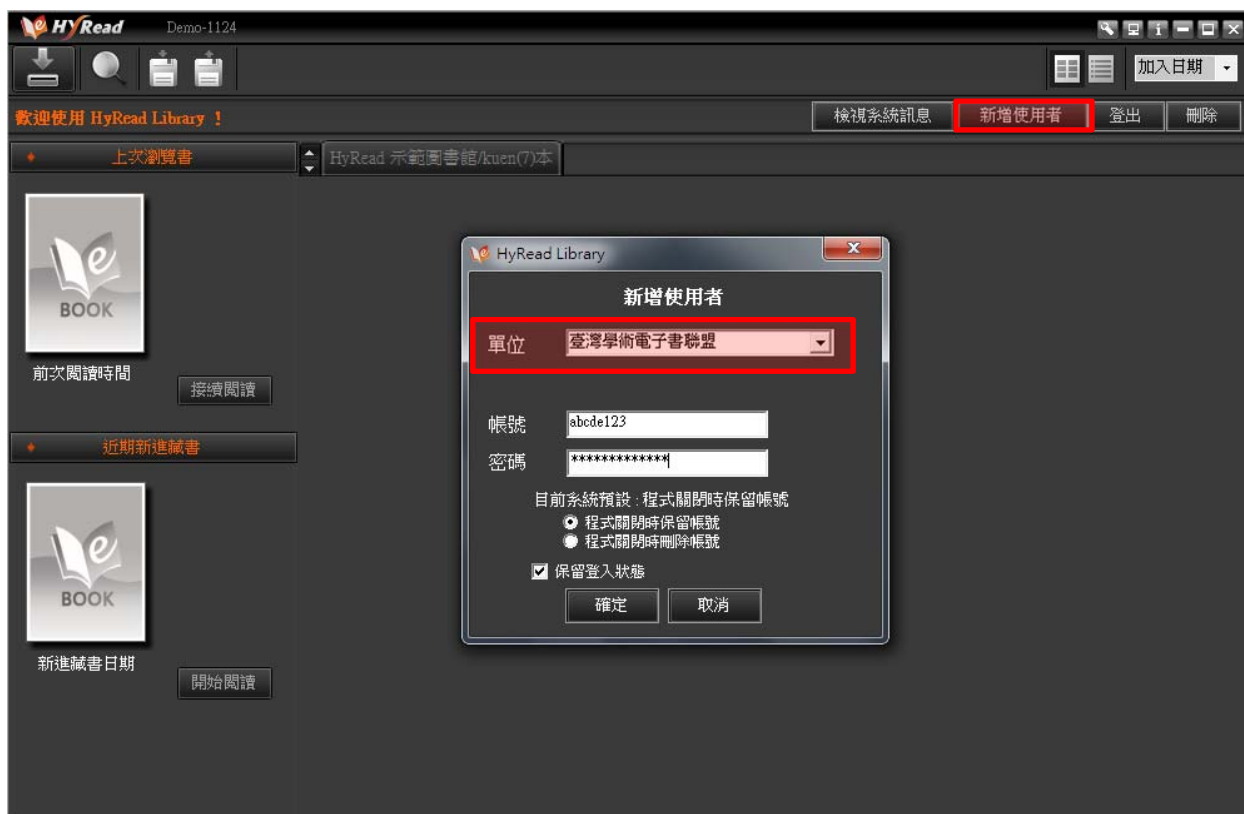 HyRead Demo-1124
加入日期
歡迎使用 HyRead Library !
檢視系統訊息 新增使用者 登出 刪除
上次瀏覽書
HyRead 示範圖書館/kuen(7)本
e
BOOK
前次閱讀時間
接續閱讀
近期新進藏書
e
BOOK
新進藏書日期
開始閱讀
HyRead Library
新增使用者
單位 臺灣學術電子書聯盟
帳號 abcde123
密碼 *************
目前系統預設:程式關閉時保留帳號
程式關閉時保留帳號
程式關閉時刪除帳號
保留登入狀態
確定 取消